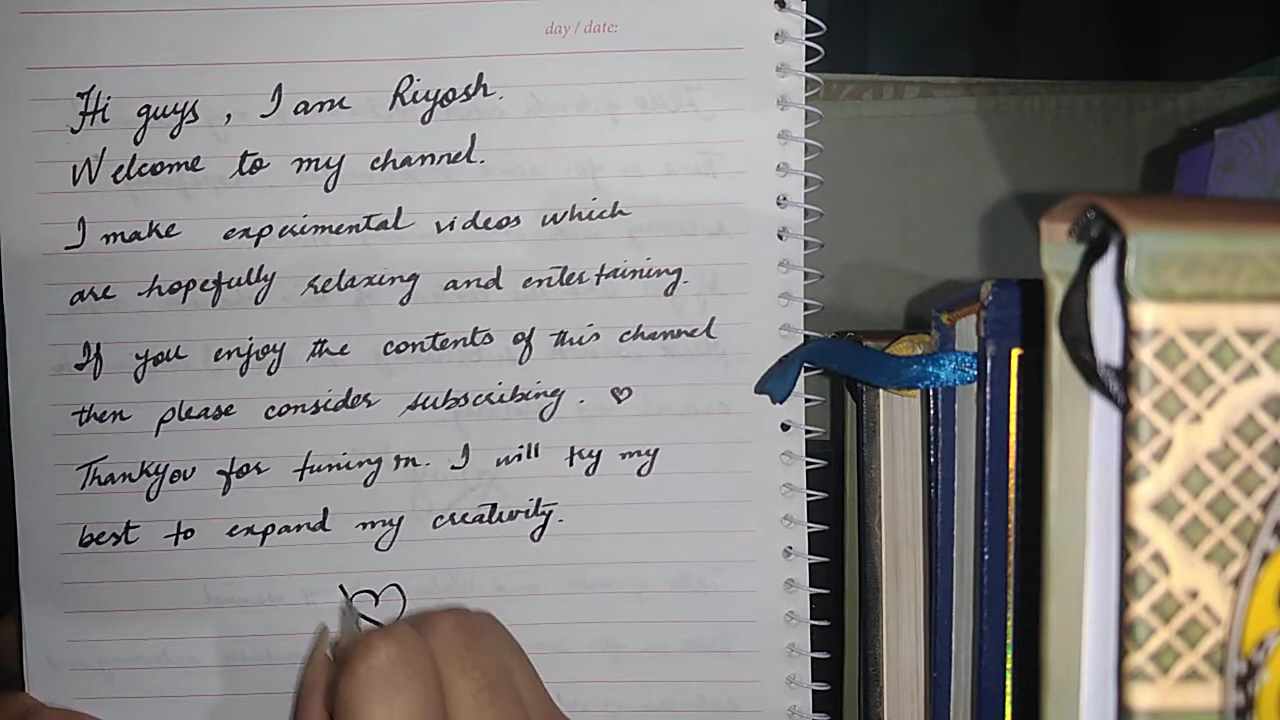 day / date:
Hi guys, I am Riyosh.
Welcome to my channel.
I make experimental videos which
are hopefully relaxing and entertaining.
If you enjoy the contents of this channel
then please consider subscribing. ♡
Thankyou for tuning in. I will try my
best to expand my creativity.